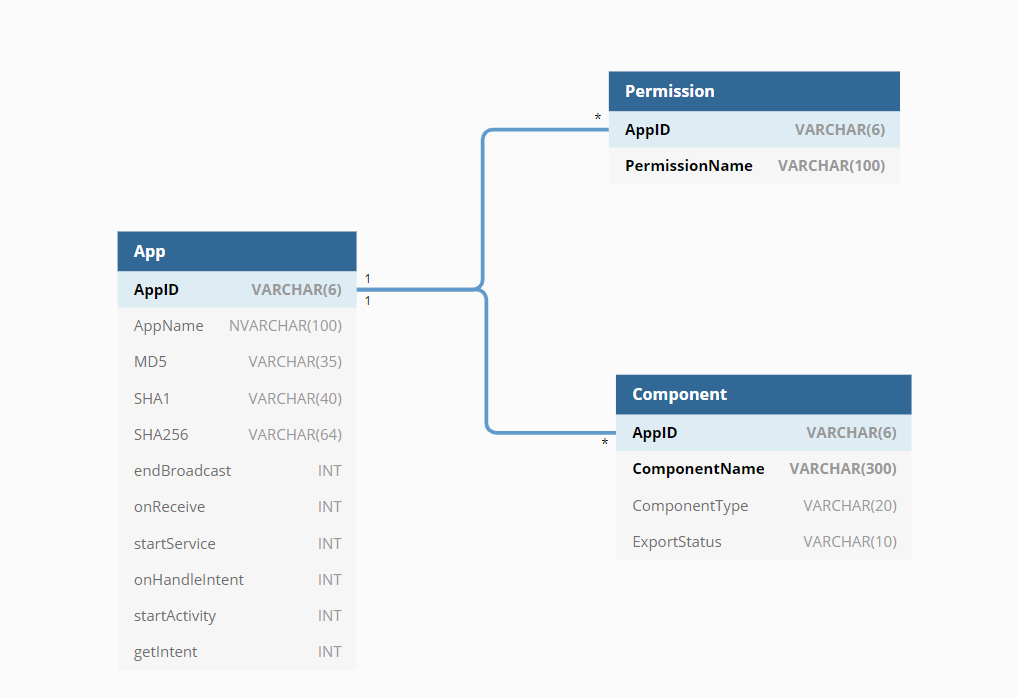 Permission
* AppID VARCHAR(6)
PermissionName VARCHAR(100)
App
AppID VARCHAR(6) 1
1
AppName NVARCHAR(100)
MD5 VARCHAR(35)
SHA1 VARCHAR(40)
SHA256 VARCHAR(64)
endBroadcast INT
onReceive INT
startService INT
onHandleIntent INT
startActivity INT
getIntent INT
Component
* AppID VARCHAR(6)
ComponentName VARCHAR(300)
ComponentType VARCHAR(20)
ExportStatus VARCHAR(10)